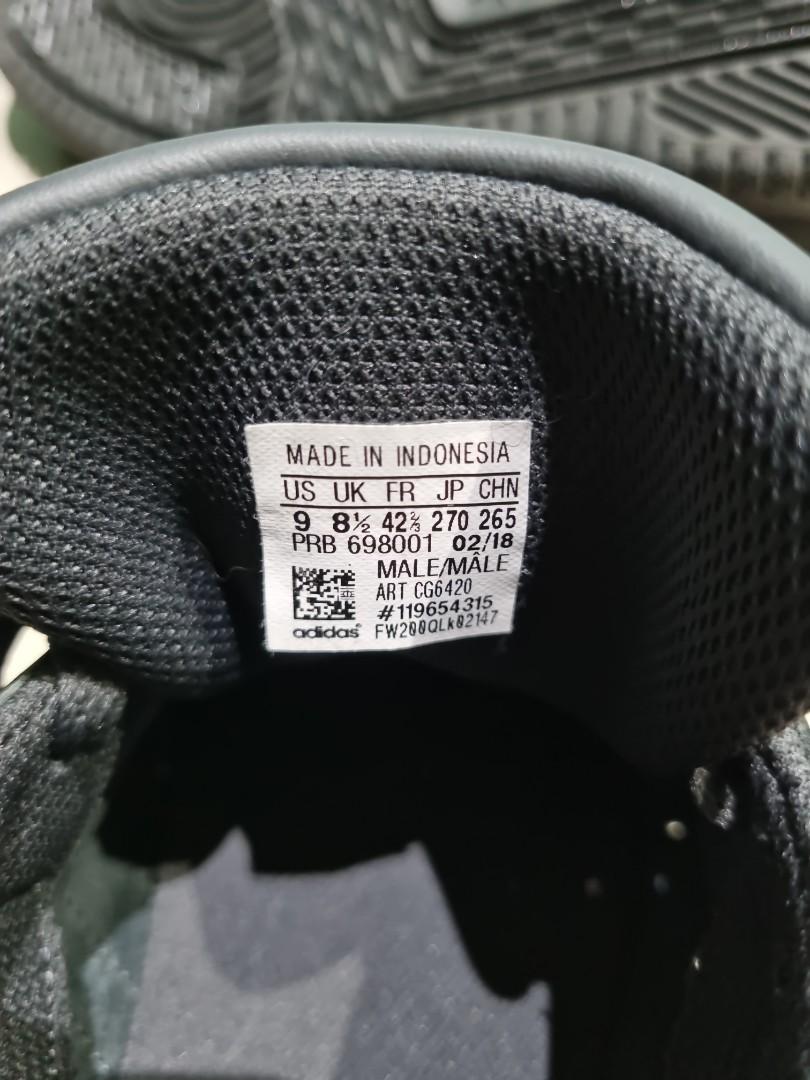 MADE IN INDONESIA
US UK FR JP CHN
9 8½ 42⅔ 270 265
PRB 698001 02/18
MALE/MÂLE
ART CG6420
#119654315
adidas FW200QLk02147